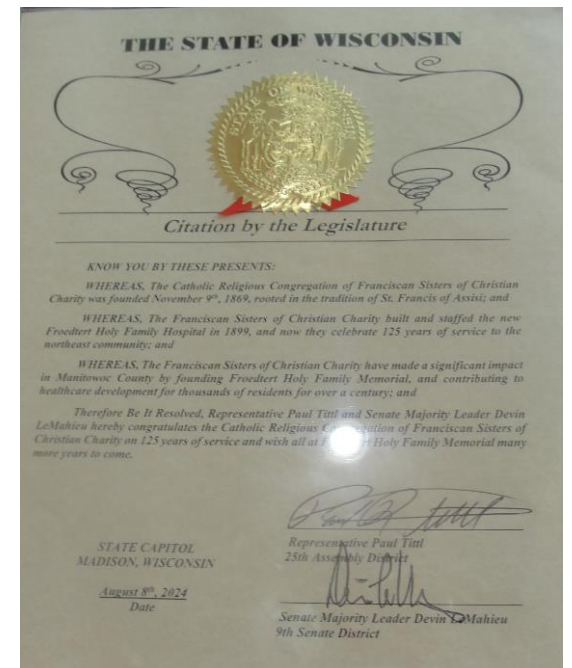 THE STATE OF WISCONSIN
STATE OF WISCONSIN
Citation by the Legislature
KNOW YOU BY THESE PRESENTS:
WHEREAS, The Catholic Religious Congregation of Franciscan Sisters of Christian
Charity was founded November 9th, 1869, rooted in the tradition of St. Francis of Assisi; and
WHEREAS, The Franciscan Sisters of Christian Charity built and staffed the new
Froedtert Holy Family Hospital in 1899, and now they celebrate 125 years of service to the
northeast community; and
WHEREAS, The Franciscan Sisters of Christian Charity have made a significant impact
in Manitowoc County by founding Froedtert Holy Family Memorial, and contributing to
healthcare development for thousands of residents for over a century; and
Therefore Be It Resolved, Representative Paul Tittl and Senate Majority Leader Devin
LeMahieu hereby congratulates the Catholic Religious Congregation of Franciscan Sisters of
Christian Charity on 125 years of service and wish all at Holy Family Memorial many
more years to come.
Representative Paul Tittl
25th Assembly District
STATE CAPITOL
MADISON, WISCONSIN
August 8th, 2024
Date
Senate Majority Leader Devin LeMahieu
9th Senate District